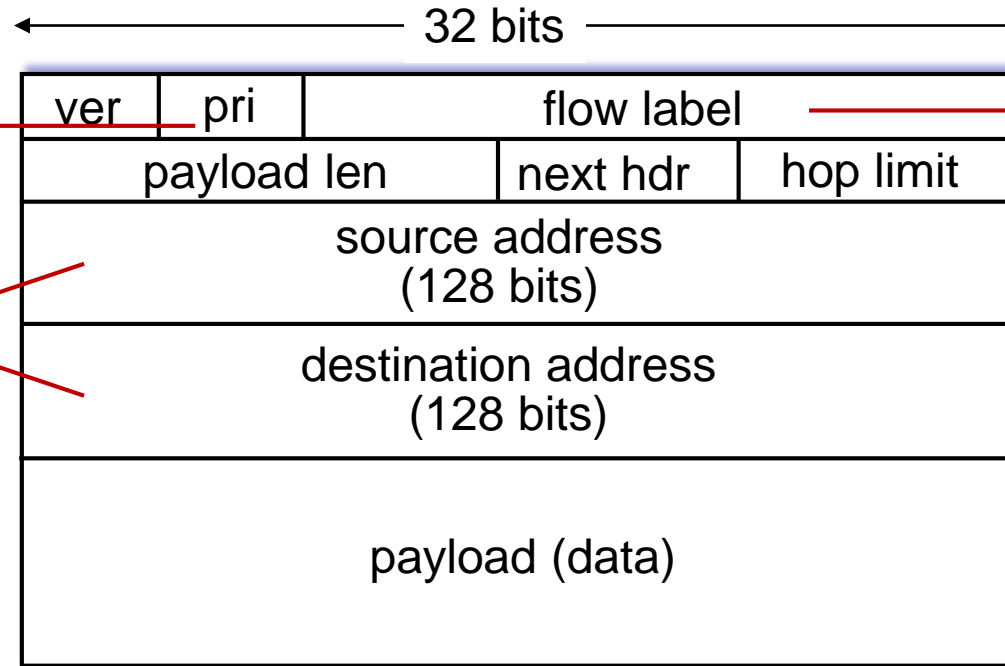 32 bits
ver pri flow label
payload len next hdr hop limit
source address
(128 bits)
destination address
(128 bits)
payload (data)